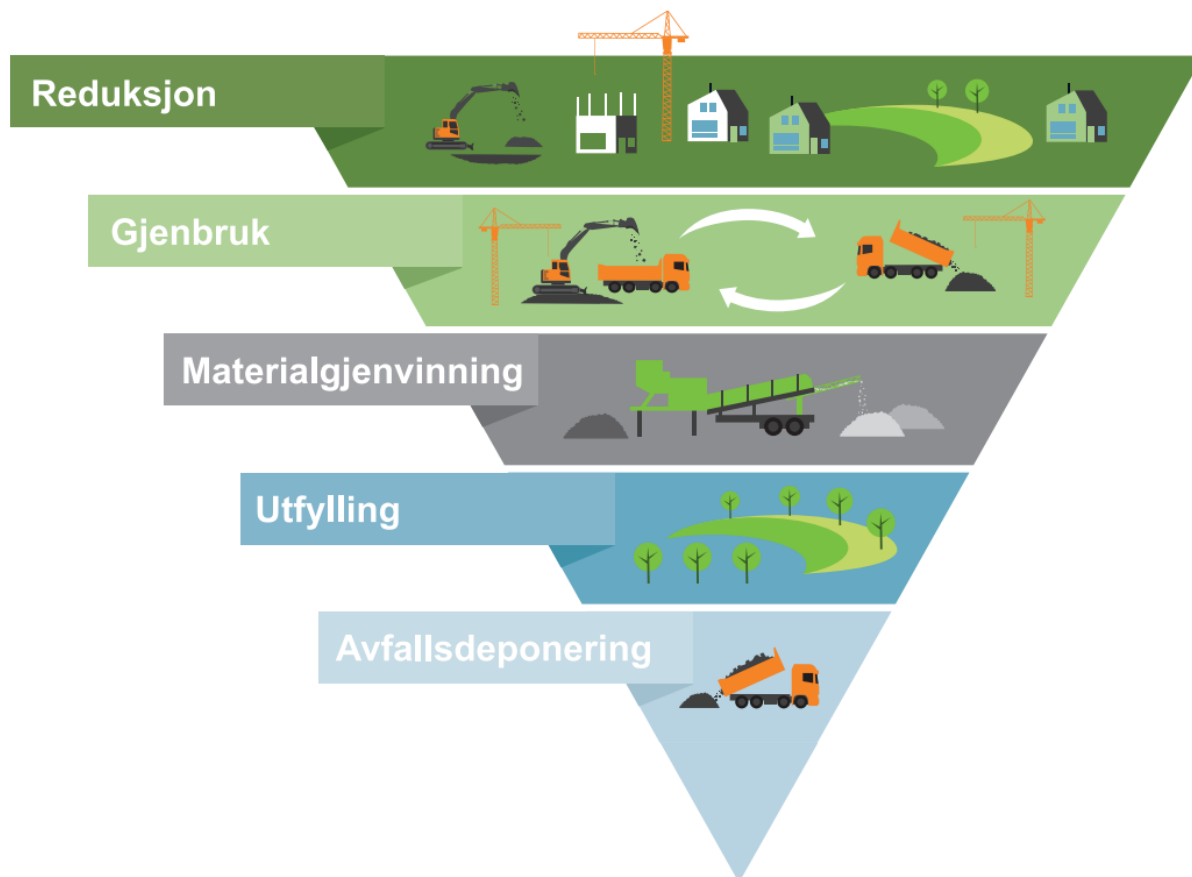 Reduksjon
Gjenbruk
Materialgjenvinning
Utfylling
Avfallsdeponering